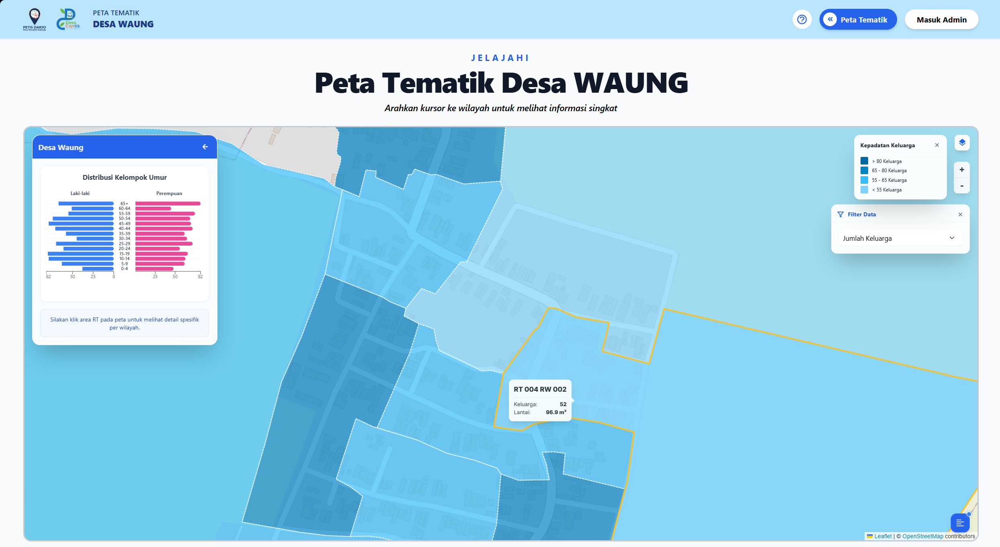 PETIS DARJO
Peta Tematik Sidoarjo
Desa
Cantik
PETA TEMATIK
DESA WAUNG
Peta Tematik
Masuk Admin
JELAJAHI
Peta Tematik Desa WAUNG
Arahkan kursor ke wilayah untuk melihat informasi singkat
Desa Waung
Distribusi Kelompok Umur
Laki-laki
Perempuan
65+
60-64
55-59
50-54
45-49
40-44
35-39
30-34
25-29
20-24
15-19
10-14
5-9
0-4
82 50 25 0 25 50 82
Silakan klik area RT pada peta untuk melihat detail spesifik
per wilayah.
Kepadatan Keluarga
> 80 Keluarga
65 - 80 Keluarga
55 - 65 Keluarga
< 55 Keluarga
+
-
Filter Data
Jumlah Keluarga
RT 004 RW 002
Keluarga: 52
Lantai: 96.9 m²
Leaflet | © OpenStreetMap contributors